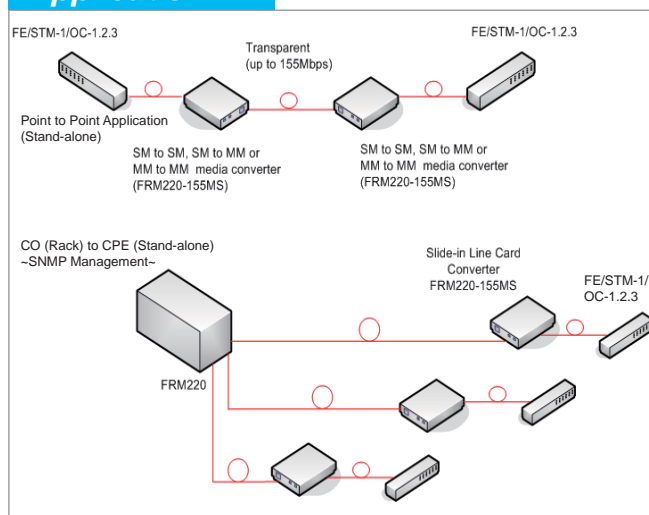 FE/STM-1/OC-1.2.3
FE/STM-1/OC-1.2.3
Transparent
(up to 155Mbps)
Point to Point Application
(Stand-alone)
SM to SM, SM to MM or
MM to MM media converter
(FRM220-155MS)
SM to SM, SM to MM or
MM to MM media converter
(FRM220-155MS)
CO (Rack) to CPE (Stand-alone)
~SNMP Management~
Slide-in Line Card
Converter
FRM220-155MS
FE/STM-1/
OC-1.2.3
FRM220